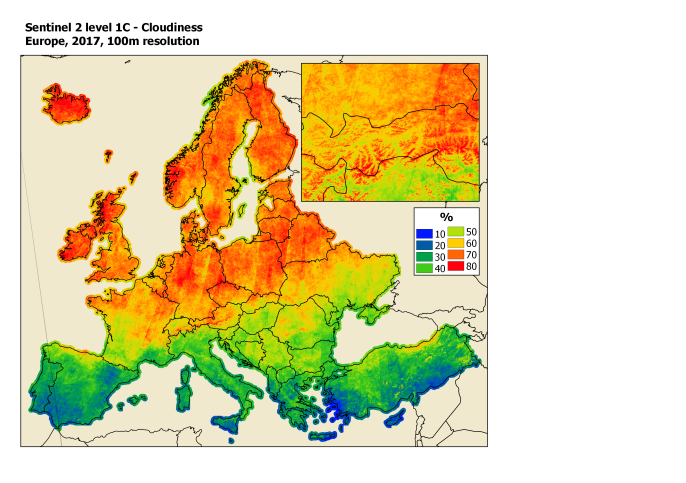 Sentinel 2 level 1C - Cloudiness
Europe, 2017, 100m resolution
%
10 50
20 60
30 70
40 80